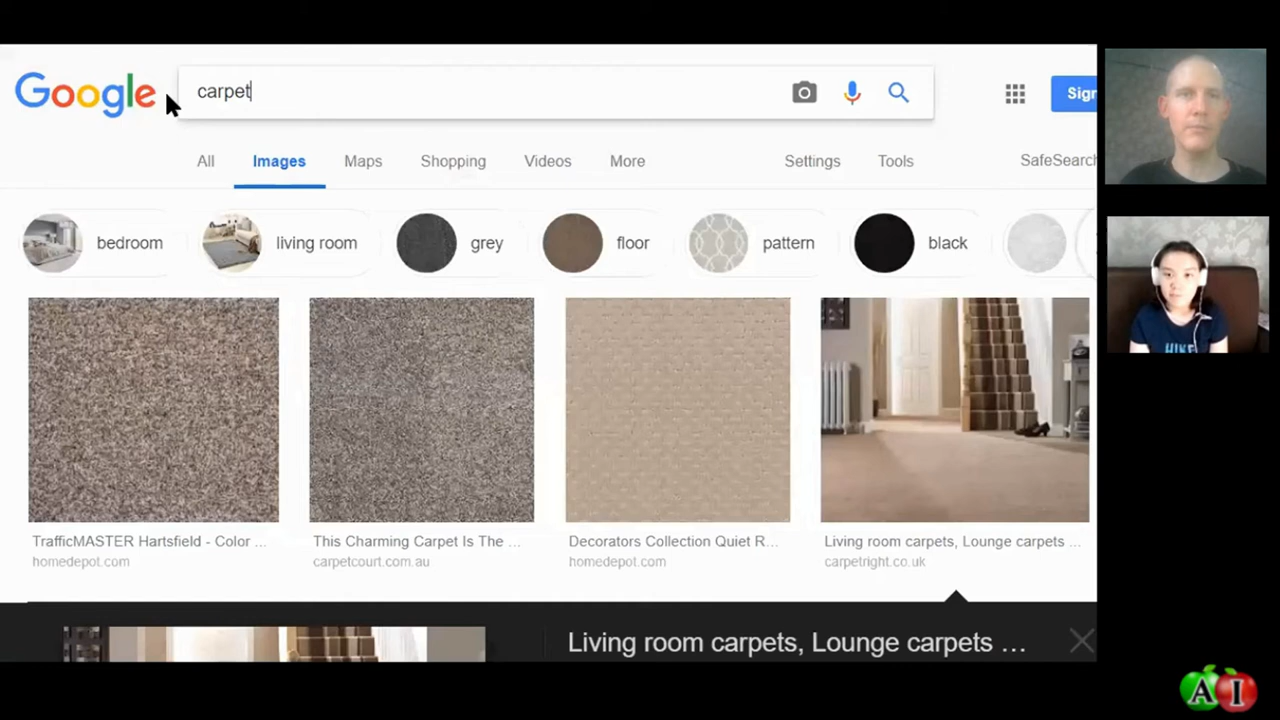 Google
carpet
Sign
All Images Maps Shopping Videos More Settings Tools SafeSearch
bedroom living room grey floor pattern black
TrafficMASTER Hartsfield - Color ...
homedepot.com
This Charming Carpet Is The ...
carpetcourt.com.au
Decorators Collection Quiet R...
homedepot.com
Living room carpets, Lounge carpets ...
carpetright.co.uk
Living room carpets, Lounge carpets ...
HIKE
A I